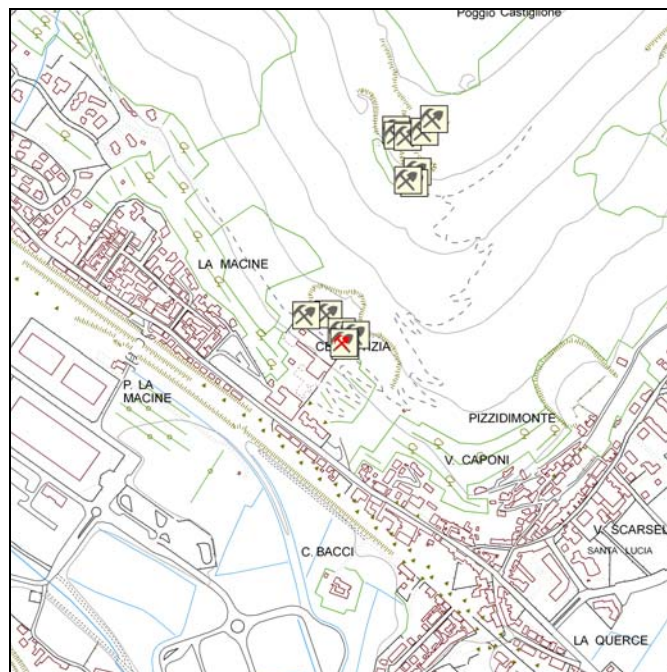 Poggio Castiglione
LA MACINE
P. LA
MACINE
PIZZIDIMONTE
V. CAPONI
V. SCARSEL
SANTA LUCIA
C. BACCI
LA QUERCE